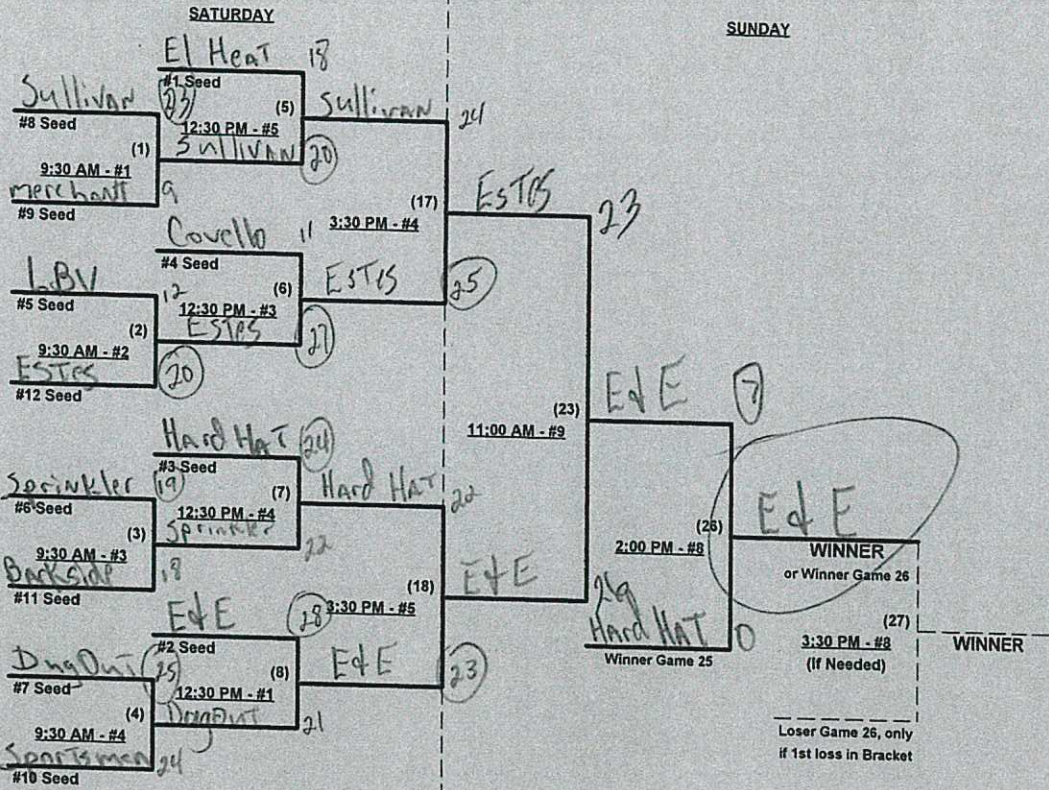 SATURDAY
SUNDAY
El Heat 18
#1 Seed
Sullivan 23
#8 Seed
(5)
12:30 PM - #5
Sullivan 24
(1)
9:30 AM - #1
Sullivan 20
merchant 9
#9 Seed
(17)
3:30 PM - #4
Estes 23
Covello 11
#4 Seed
LBV 12
#5 Seed
(6)
12:30 PM - #3
Estes 25
(2)
9:30 AM - #2
Estes 27
Estes 20
#12 Seed
(23)
11:00 AM - #9
E & E 7
Hard Hat 24
#3 Seed
Sprinkler 19
#6 Seed
(7)
12:30 PM - #4
Hard Hat 22
(3)
9:30 AM - #3
Sprinkler 22
Backside 18
#11 Seed
(26)
2:00 PM - #8
E & E
WINNER
or Winner Game 26
(18)
3:30 PM - #5
E & E
Hard Hat 0
Winner Game 25
(27)
3:30 PM - #8
(If Needed)
WINNER
E & E 28
#2 Seed
DugOut 25
#7 Seed
(8)
12:30 PM - #1
E & E 23
(4)
9:30 AM - #4
DugOut 21
Sportsmen 24
#10 Seed
Loser Game 26, only
if 1st loss in Bracket